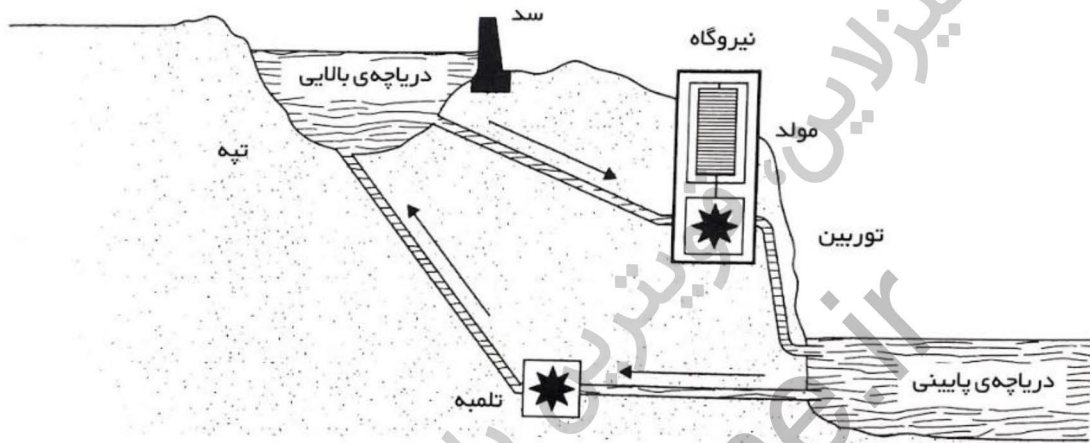 سد
نیروگاه
دریاچه‌ی بالایی
مولد
تپه
توربین
دریاچه‌ی پایینی
تلمبه